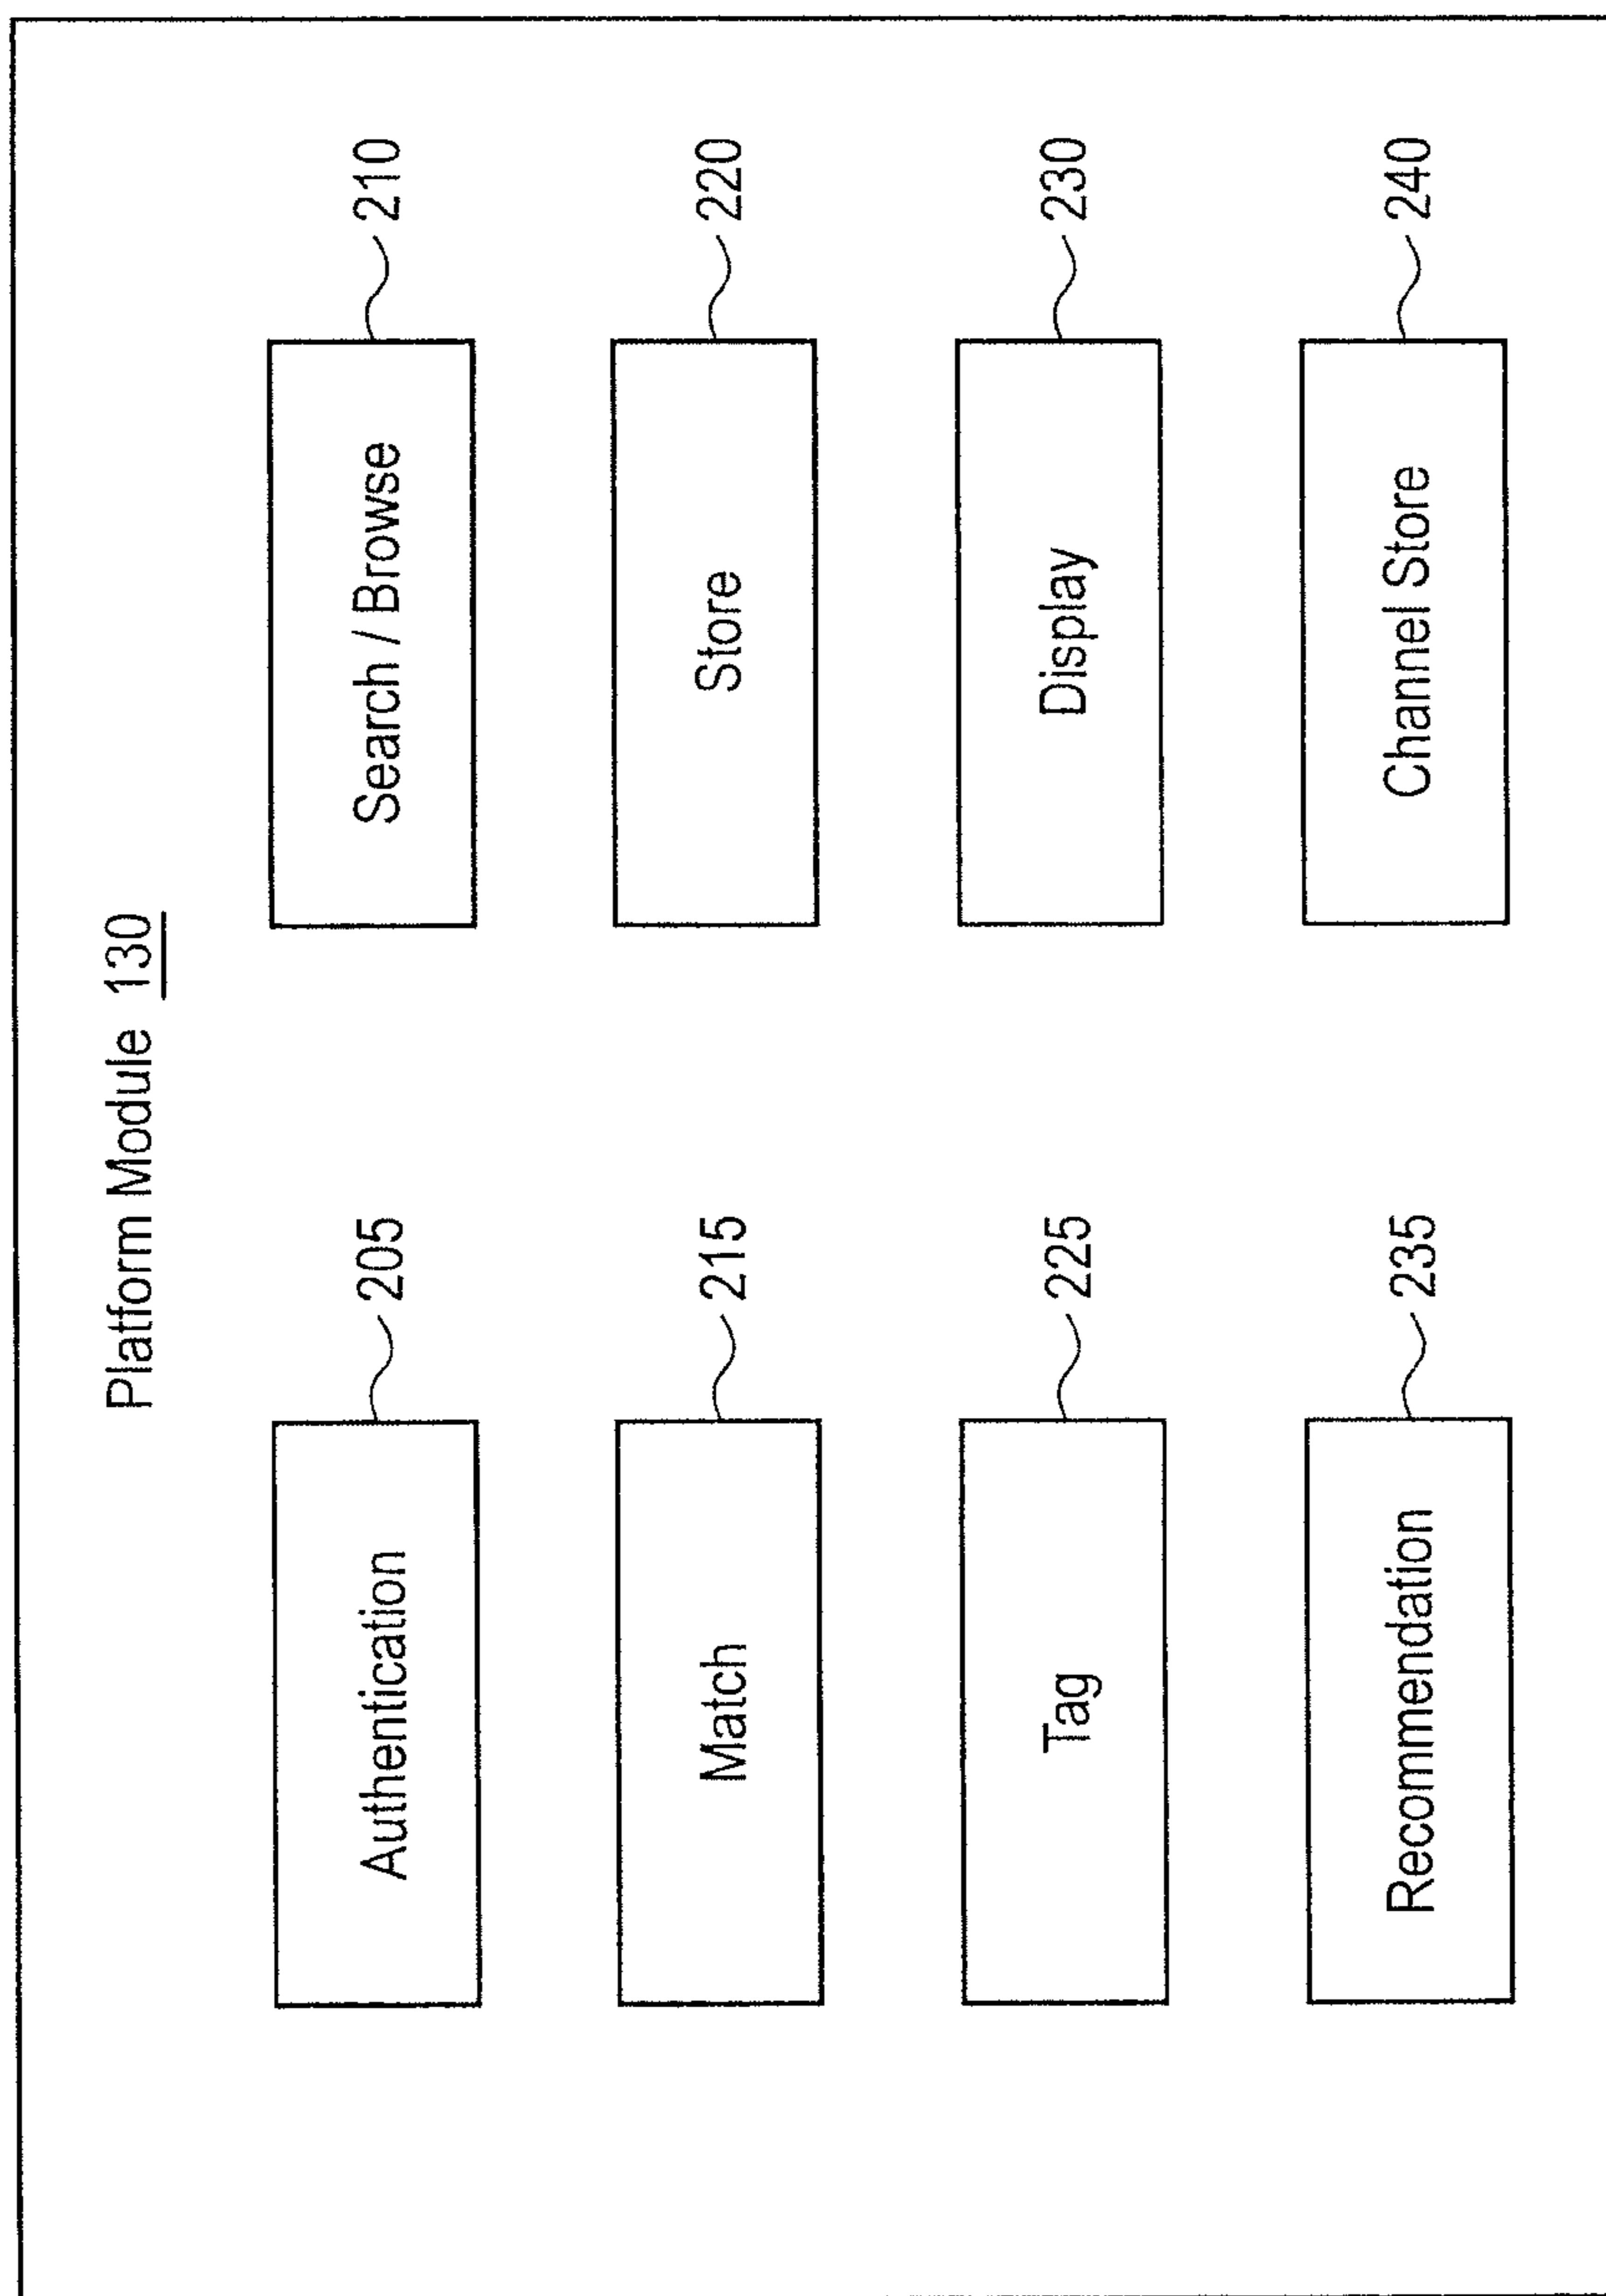 Platform Module 130
Authentication
205
Search / Browse
210
Match
215
Store
220
Tag
225
Display
230
Recommendation
235
Channel Store
240